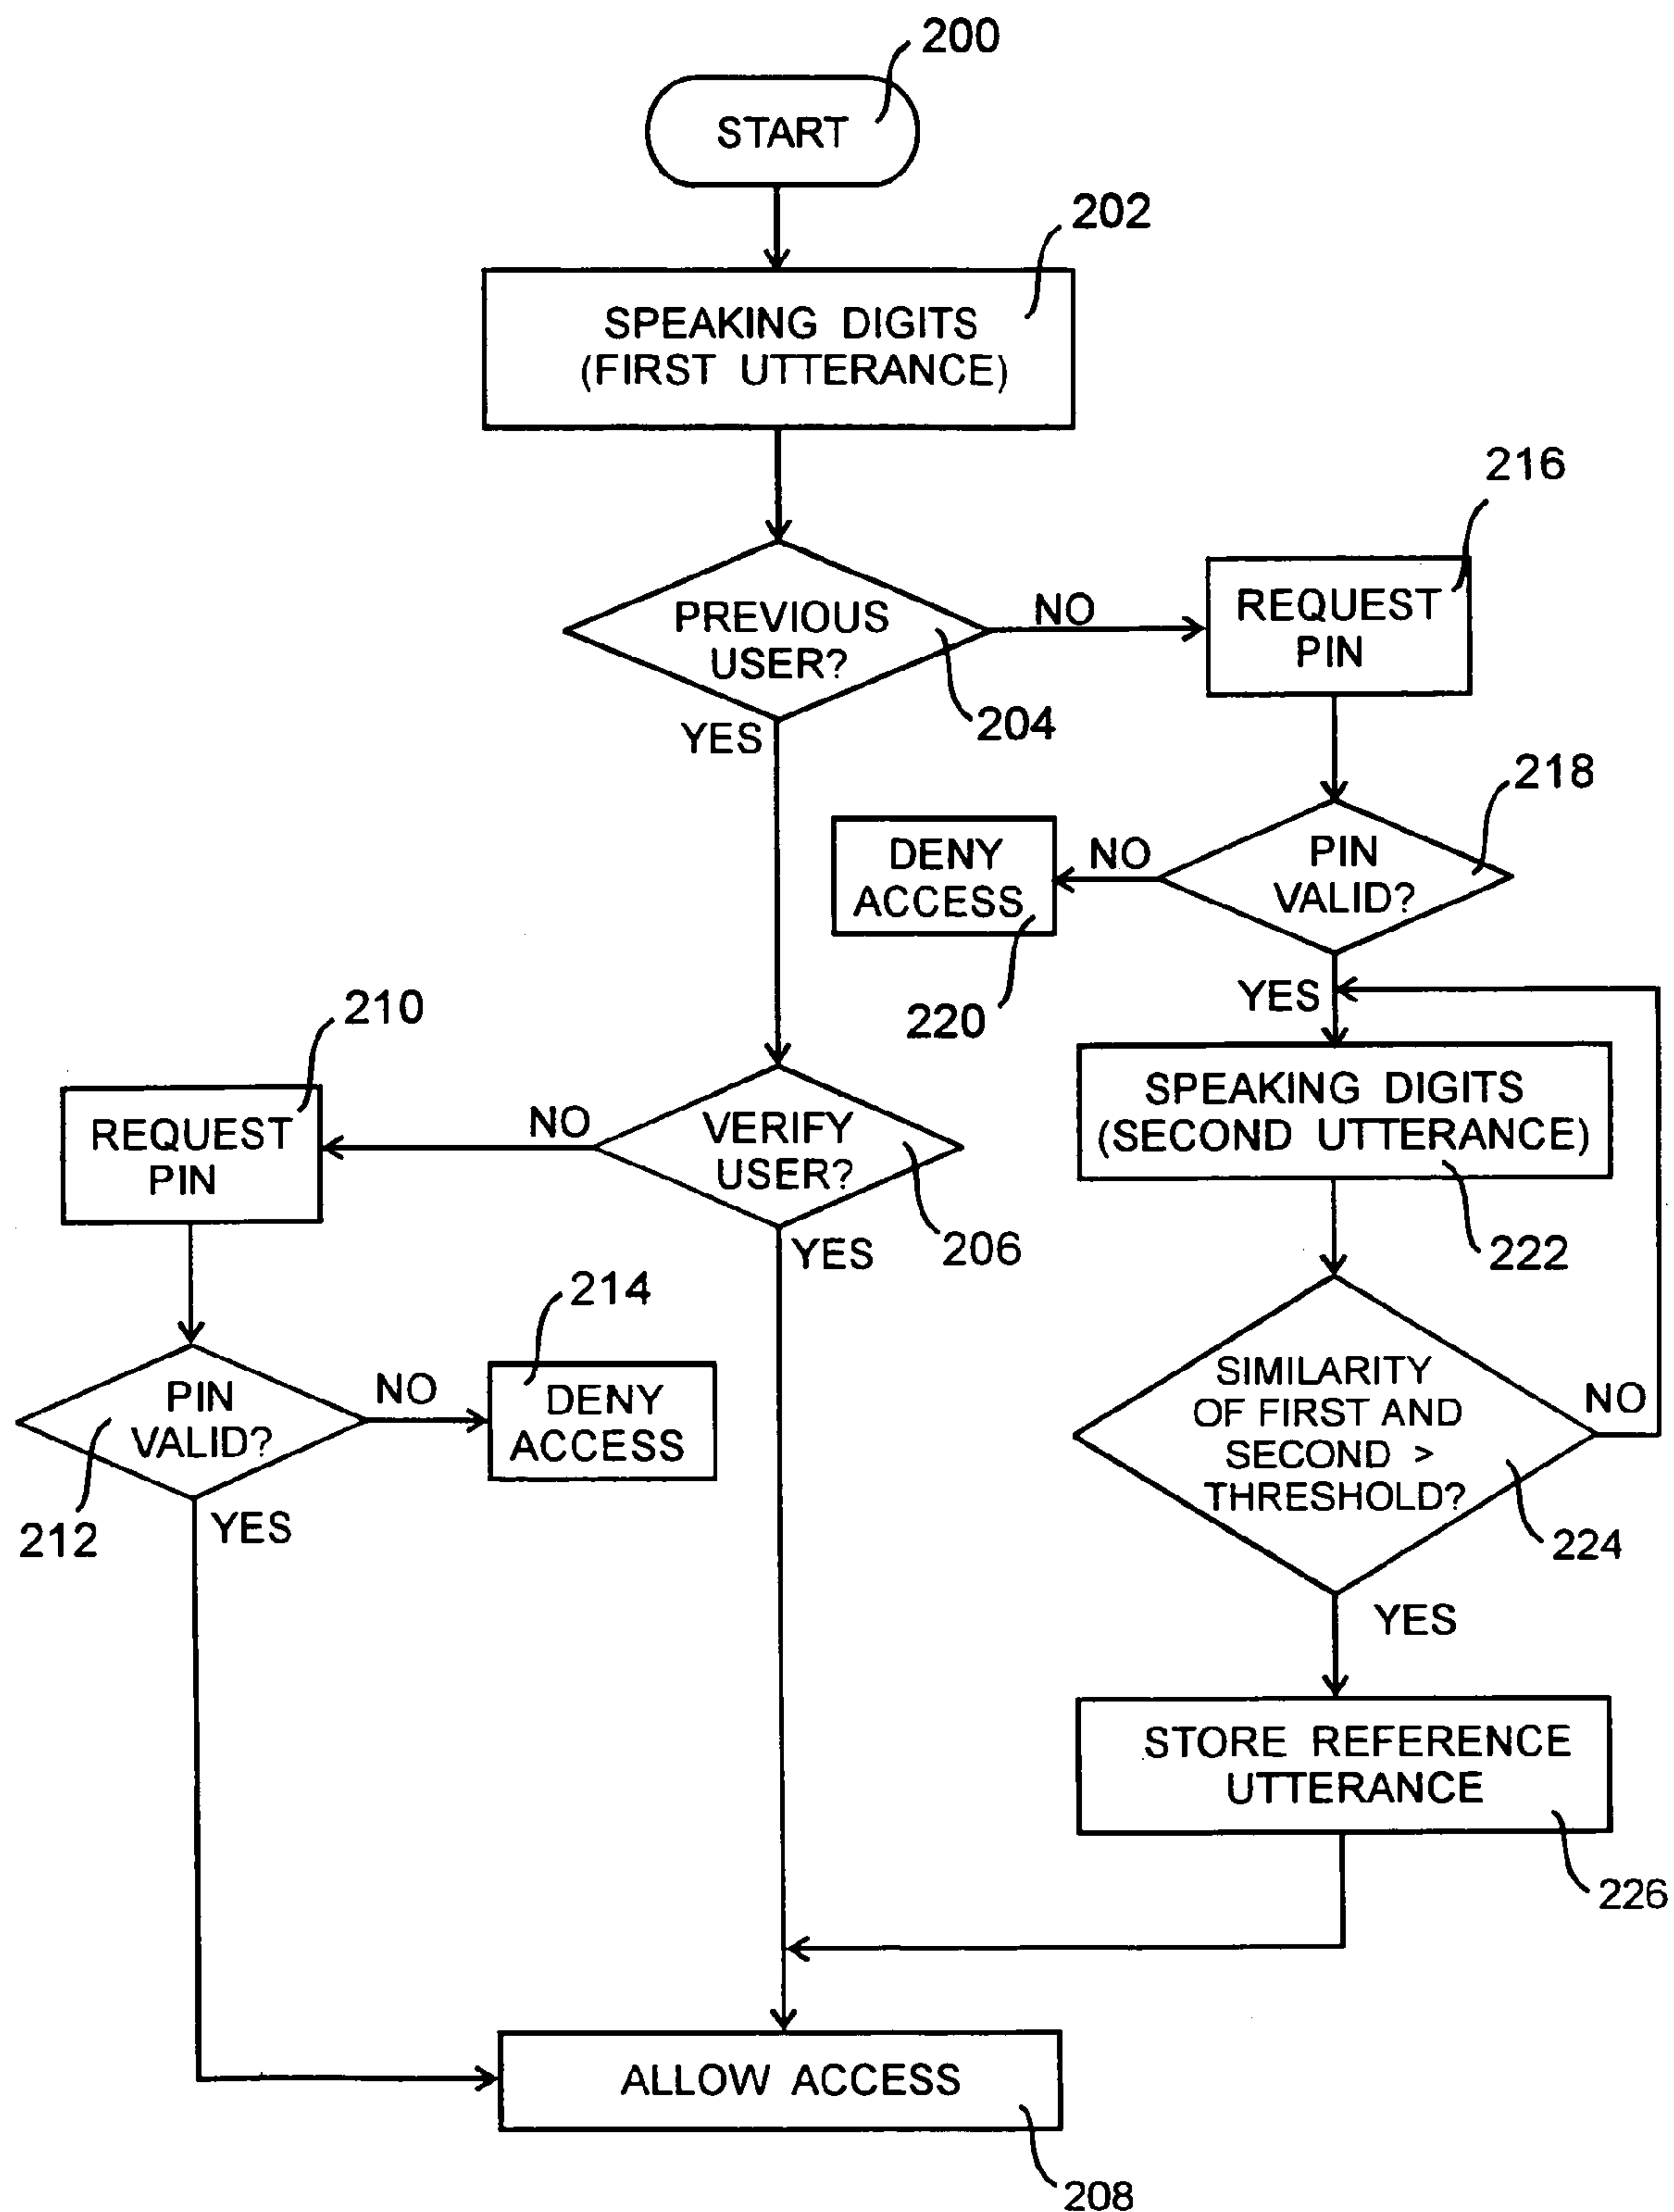 200
START
202
SPEAKING DIGITS
(FIRST UTTERANCE)
216
PREVIOUS
USER?
NO
REQUEST
PIN
204
YES
218
DENY
ACCESS
NO
PIN
VALID?
220
YES
210
SPEAKING DIGITS
(SECOND UTTERANCE)
REQUEST
PIN
NO
VERIFY
USER?
206
YES
222
214
SIMILARITY
OF FIRST AND
SECOND >
THRESHOLD?
NO
PIN
VALID?
NO
DENY
ACCESS
212
YES
224
YES
STORE REFERENCE
UTTERANCE
226
ALLOW ACCESS
208